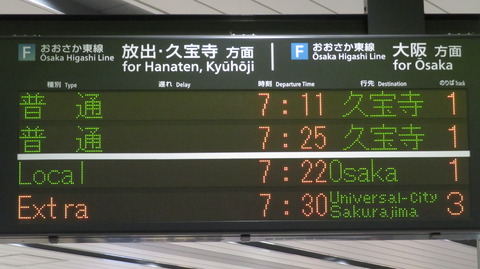 F おおさか東線 放出・久宝寺 方面 F おおさか東線 大阪 方面
Ōsaka Higashi Line for Hanaten, Kyūhōji Ōsaka Higashi Line for Ōsaka
種別 Type 遅れ Delay 時刻 Departure Time 行先 Destination のりば Track
普通 7:11 久宝寺 1
普通 7:25 久宝寺 1
Local 7:22 Osaka 1
Extra 7:30 Universal-City Sakurajima 3